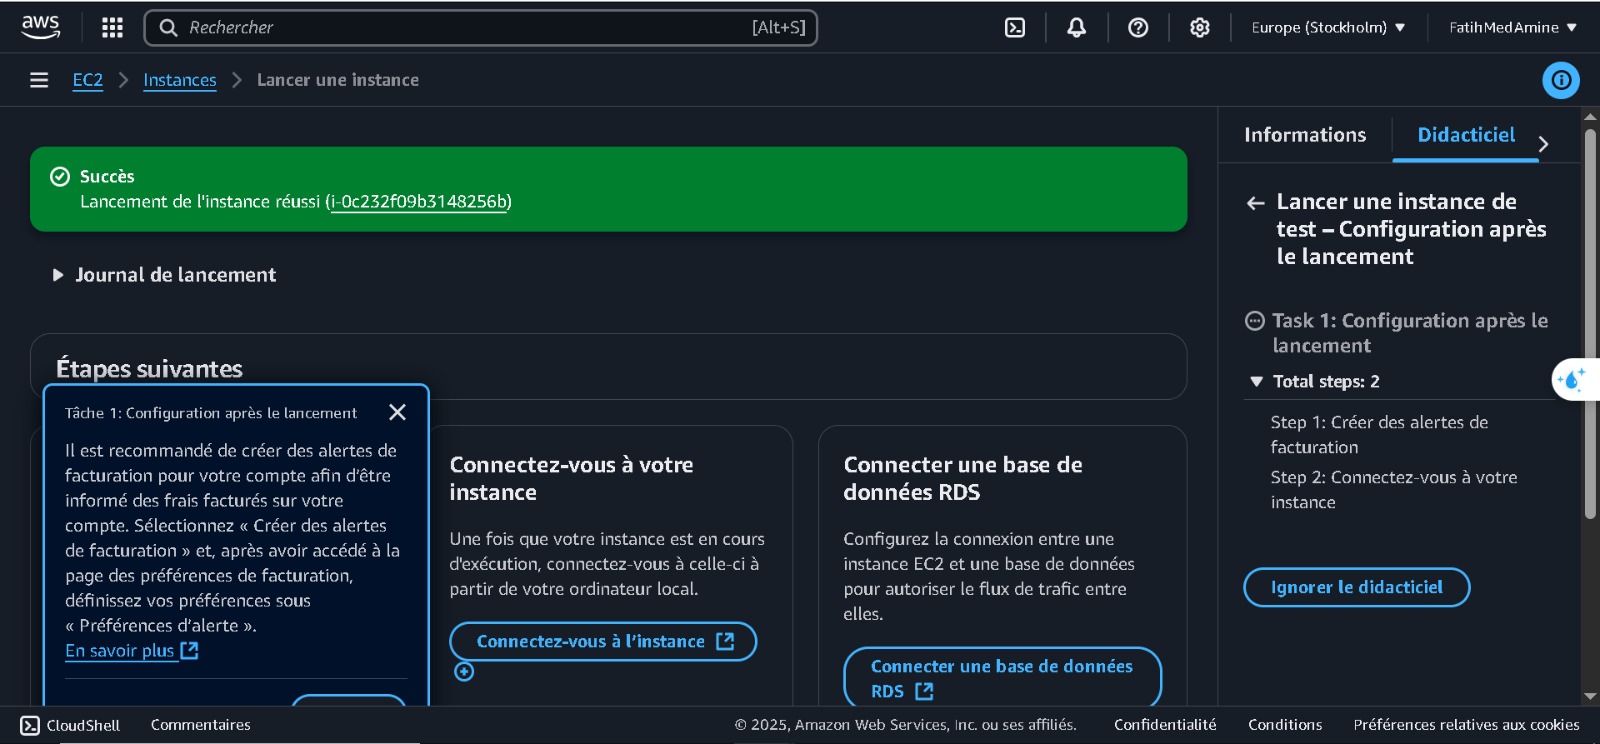 aws
Rechercher [Alt+S]
Europe (Stockholm) ▼ FatihMedAmine ▼
EC2 > Instances > Lancer une instance
Succès
Lancement de l'instance réussi (i-0c232f09b3148256b)
Journal de lancement
Étapes suivantes
Tâche 1: Configuration après le lancement
Il est recommandé de créer des alertes de
facturation pour votre compte afin d’être
informé des frais facturés sur votre
compte. Sélectionnez « Créer des alertes
de facturation » et, après avoir accédé à la
page des préférences de facturation,
définissez vos préférences sous
« Préférences d’alerte ».
En savoir plus
Connectez-vous à votre
instance
Une fois que votre instance est en cours
d'exécution, connectez-vous à celle-ci à
partir de votre ordinateur local.
Connectez-vous à l’instance
Connecter une base de
données RDS
Configurez la connexion entre une
instance EC2 et une base de données
pour autoriser le flux de trafic entre
elles.
Connecter une base de données
RDS
Informations
Didacticiel
Lancer une instance de
test – Configuration après
le lancement
Task 1: Configuration après le
lancement
Total steps: 2
Step 1: Créer des alertes de
facturation
Step 2: Connectez-vous à votre
instance
Ignorer le didacticiel
CloudShell
Commentaires
© 2025, Amazon Web Services, Inc. ou ses affiliés.
Confidentialité
Conditions
Préférences relatives aux cookies